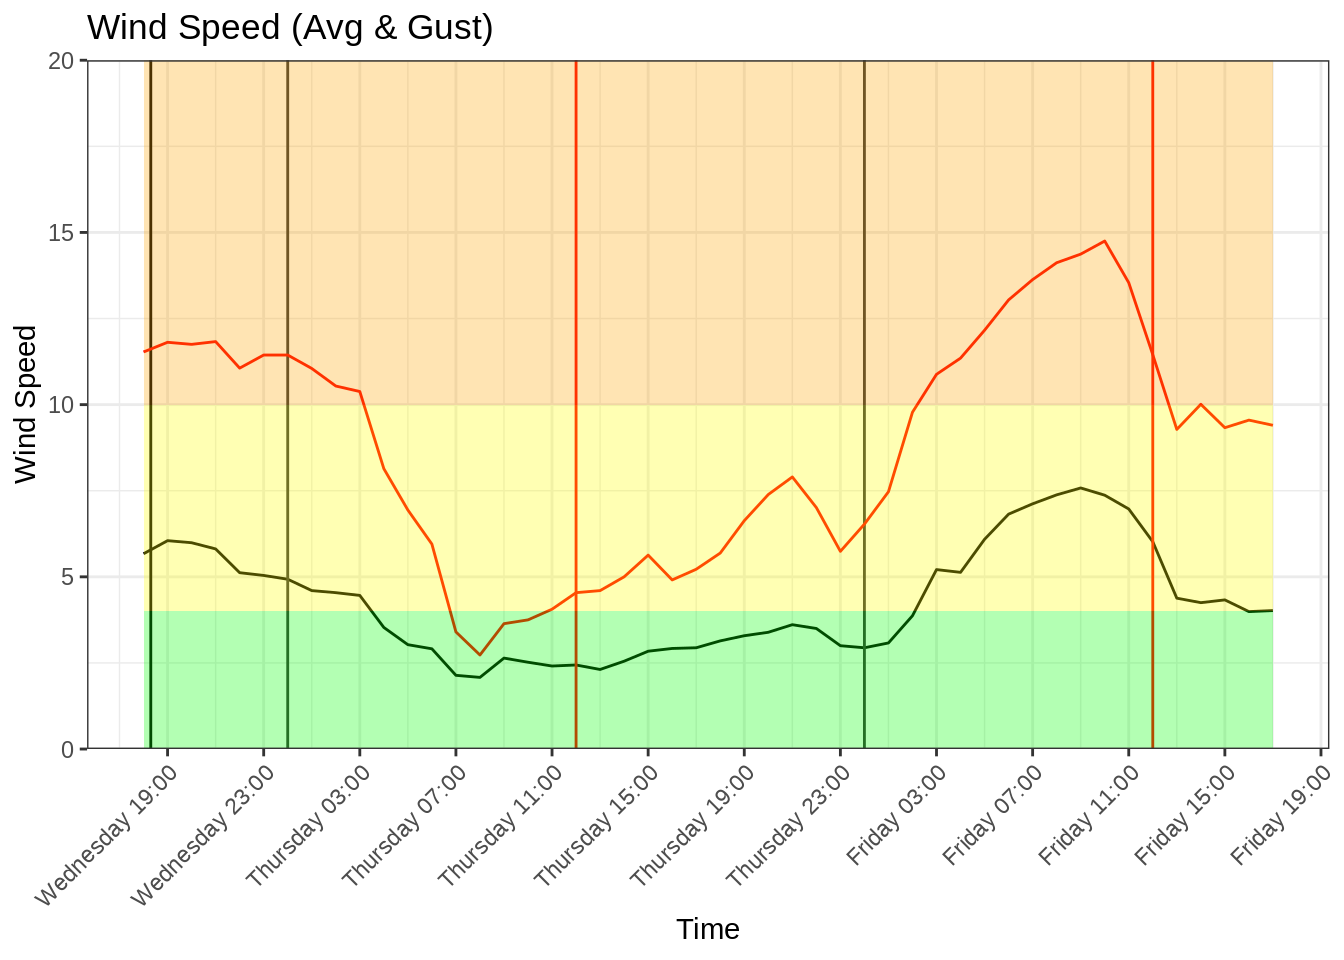 Wind Speed (Avg & Gust)
Wind Speed
20
15
10
5
0
Wednesday 19:00
Wednesday 23:00
Thursday 03:00
Thursday 07:00
Thursday 11:00
Thursday 15:00
Thursday 19:00
Thursday 23:00
Friday 03:00
Friday 07:00
Friday 11:00
Friday 15:00
Friday 19:00
Time